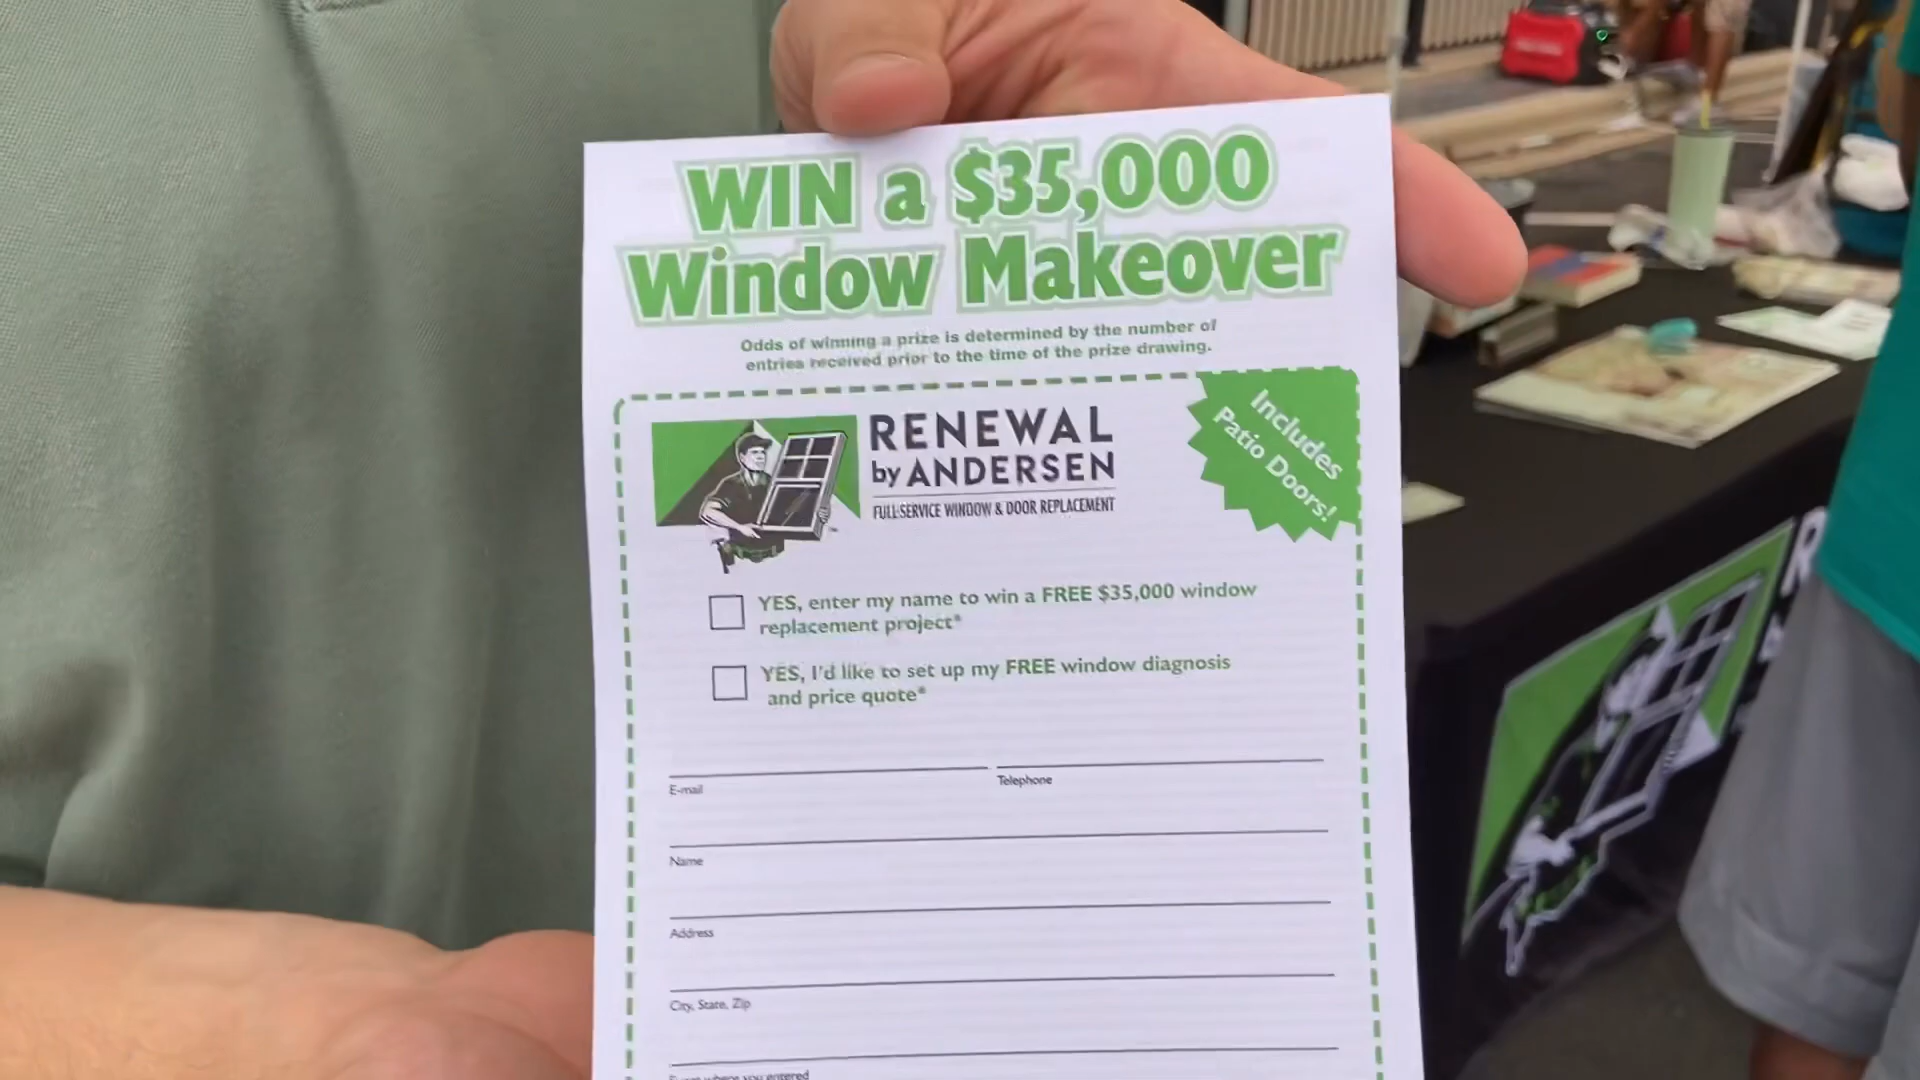 WIN a $35,000
Window Makeover
Odds of winning a prize is determined by the number of
entries received prior to the time of the prize drawing.
RENEWAL
by ANDERSEN
FULL-SERVICE WINDOW & DOOR REPLACEMENT
Includes
Patio Doors!
YES, enter my name to win a FREE $35,000 window
replacement project*
YES, I'd like to set up my FREE window diagnosis
and price quote*
E-mail
Telephone
Name
Address
City, State, Zip
where you entered